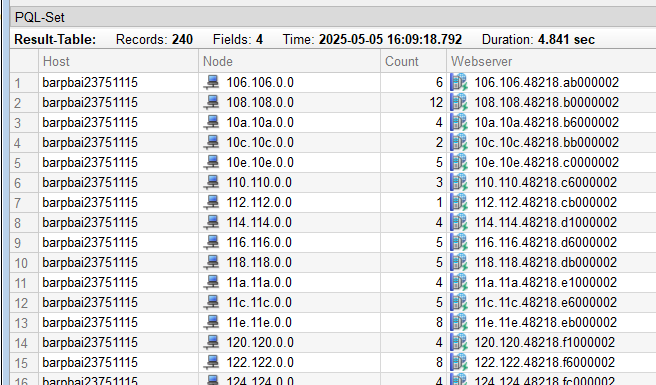 PQL-Set
Result-Table: Records: 240 Fields: 4 Time: 2025-05-05 16:09:18.792 Duration: 4.841 sec
Host Node Count Webserver
1 barpbai23751115 106.106.0.0 6 106.106.48218.ab000002
2 barpbai23751115 108.108.0.0 12 108.108.48218.b0000002
3 barpbai23751115 10a.10a.0.0 4 10a.10a.48218.b6000002
4 barpbai23751115 10c.10c.0.0 2 10c.10c.48218.bb000002
5 barpbai23751115 10e.10e.0.0 5 10e.10e.48218.c0000002
6 barpbai23751115 110.110.0.0 3 110.110.48218.c6000002
7 barpbai23751115 112.112.0.0 1 112.112.48218.cb000002
8 barpbai23751115 114.114.0.0 4 114.114.48218.d1000002
9 barpbai23751115 116.116.0.0 5 116.116.48218.d6000002
10 barpbai23751115 118.118.0.0 5 118.118.48218.db000002
11 barpbai23751115 11a.11a.0.0 4 11a.11a.48218.e1000002
12 barpbai23751115 11c.11c.0.0 5 11c.11c.48218.e6000002
13 barpbai23751115 11e.11e.0.0 8 11e.11e.48218.eb000002
14 barpbai23751115 120.120.0.0 4 120.120.48218.f1000002
15 barpbai23751115 122.122.0.0 8 122.122.48218.f6000002
16 barpbai23751115 124.124.0.0 4 124.124.48218.fc000002